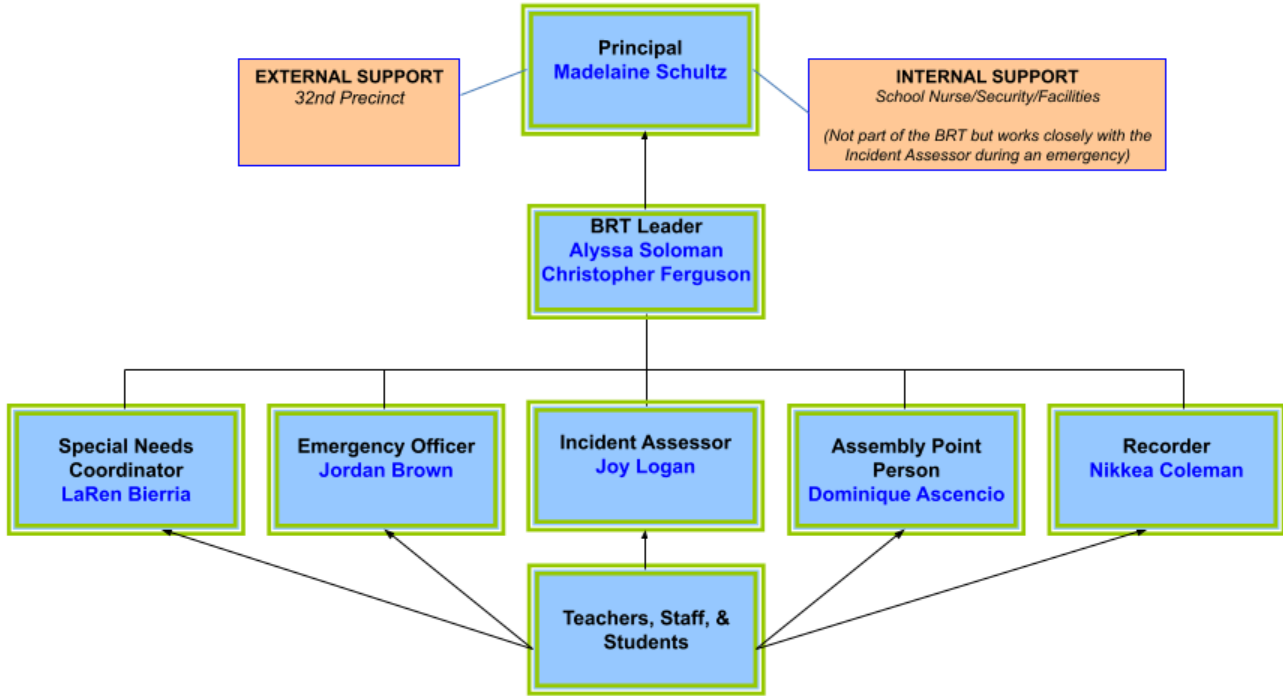 Principal
Madelaine Schultz
EXTERNAL SUPPORT
32nd Precinct
INTERNAL SUPPORT
School Nurse/Security/Facilities
(Not part of the BRT but works closely with the
Incident Assessor during an emergency)
BRT Leader
Alyssa Soloman
Christopher Ferguson
Special Needs
Coordinator
LaRen Bierria
Emergency Officer
Jordan Brown
Incident Assessor
Joy Logan
Assembly Point
Person
Dominique Ascencio
Recorder
Nikkea Coleman
Teachers, Staff, &
Students